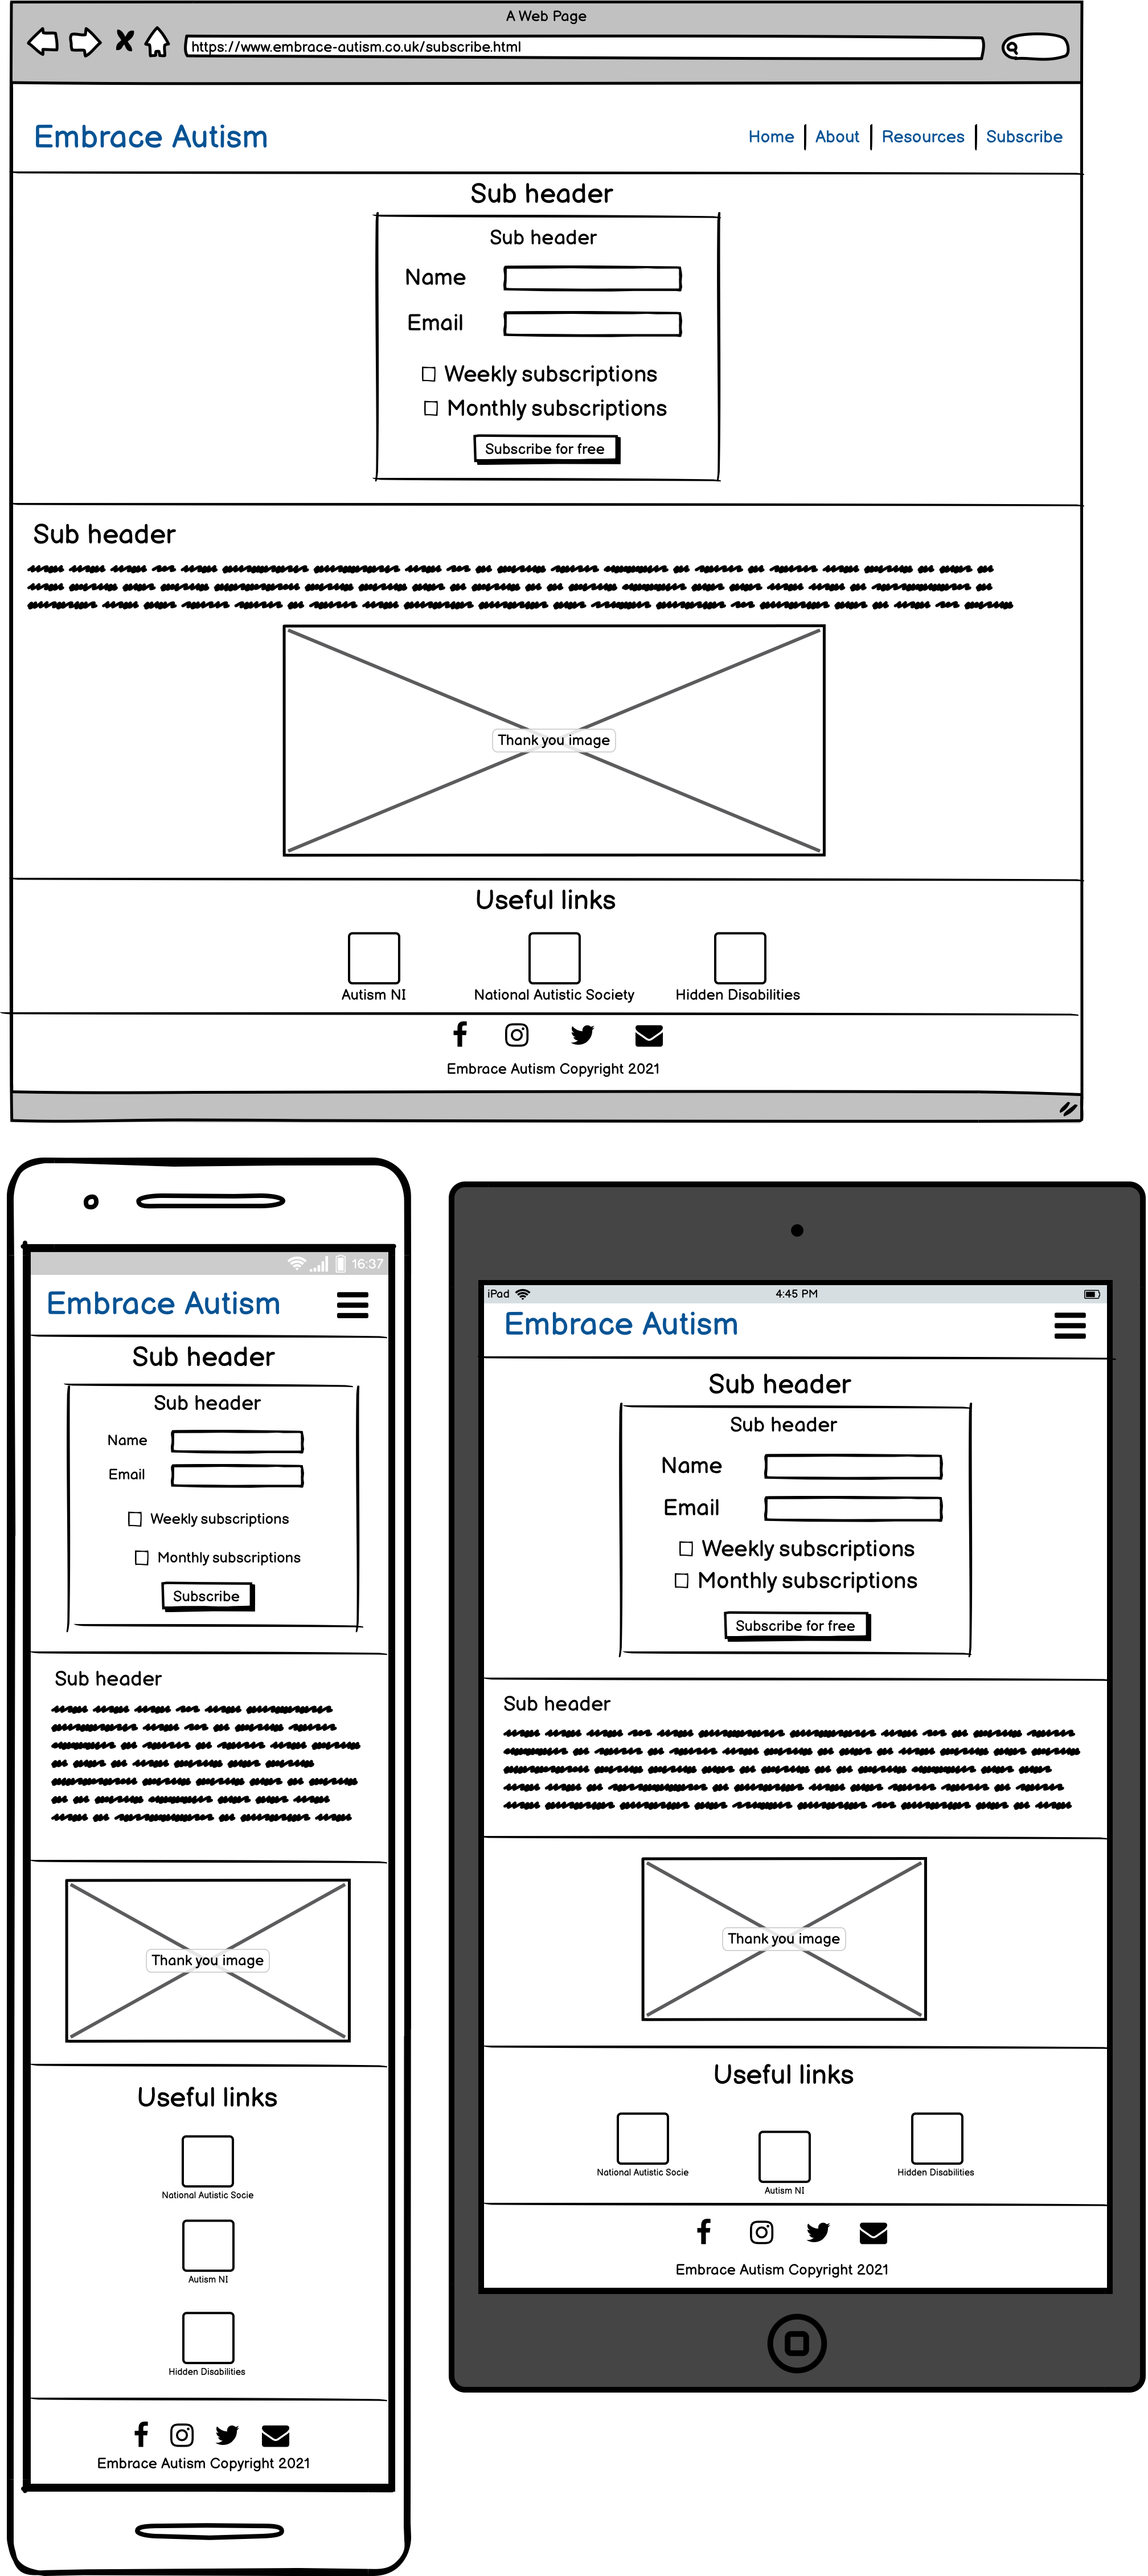 A Web Page
https://www.embrace-autism.co.uk/subscribe.html
Embrace Autism
Home
About
Resources
Subscribe
Sub header
Sub header
Name
Email
Weekly subscriptions
Monthly subscriptions
Subscribe for free
Sub header
Thank you image
Useful links
Autism NI
National Autistic Society
Hidden Disabilities
Embrace Autism Copyright 2021
16:37
Embrace Autism
Sub header
Sub header
Name
Email
Weekly subscriptions
Monthly subscriptions
Subscribe
Sub header
Thank you image
Useful links
National Autistic Socie
Autism NI
Hidden Disabilities
Embrace Autism Copyright 2021
iPad
4:45 PM
Embrace Autism
Sub header
Sub header
Name
Email
Weekly subscriptions
Monthly subscriptions
Subscribe for free
Sub header
Thank you image
Useful links
National Autistic Socie
Autism NI
Hidden Disabilities
Embrace Autism Copyright 2021